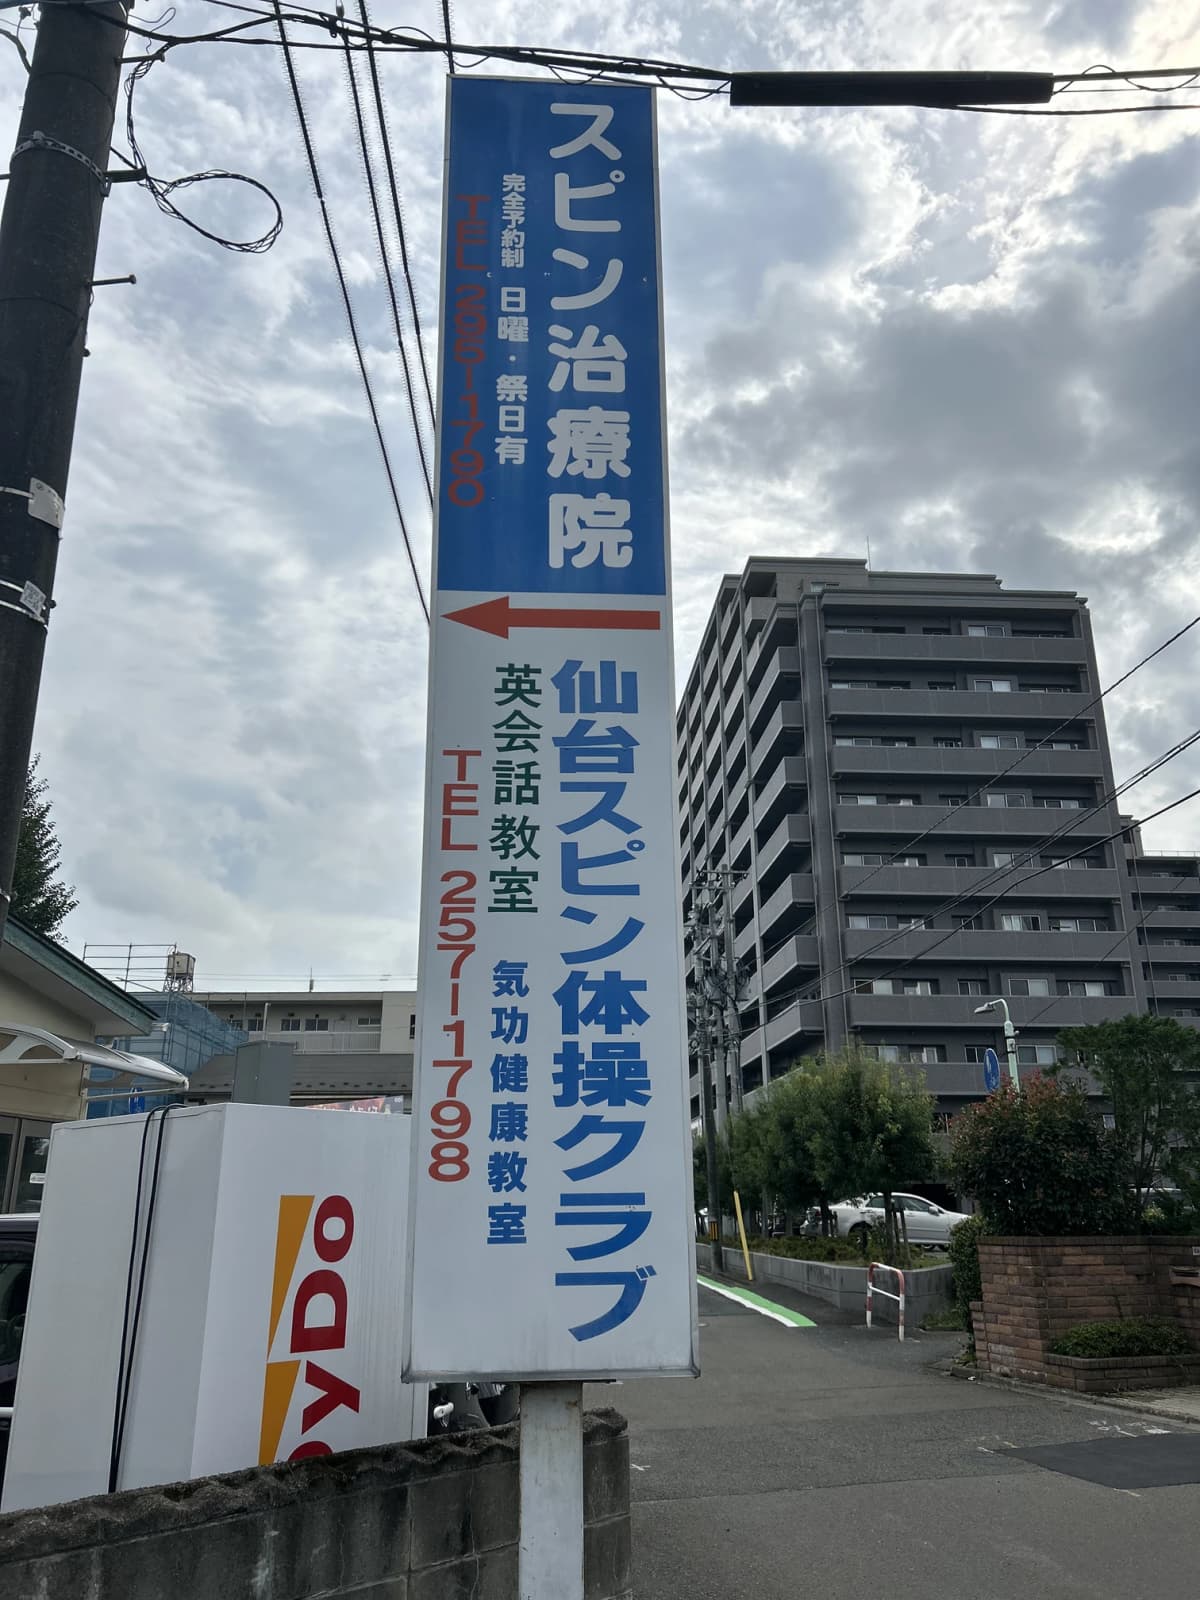 スピン治療院
完全予約制 日曜・祭日有
TEL 295-1790
仙台スピン体操クラブ
英会話教室 気功健康教室
TEL 257-1798
DyDo